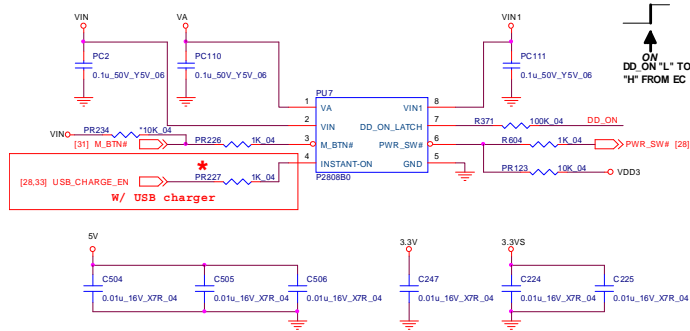 VIN
VA
VIN1
PC2
0.1u_50V_Y5V_06
PC110
0.1u_50V_Y5V_06
PC111
0.1u_50V_Y5V_06
ON
DD_ON "L" TO
"H" FROM EC
PU7
1 VA
VIN1 8
2 VIN
DD_ON_LATCH 7
3 M_BTN#
PWR_SW# 6
4 INSTANT-ON
GND 5
P2808B0
R371 100K_04 DD_ON
VIN PR234 *10K_04
[31] M_BTN# PR226 1K_04
R604 1K_04 PWR_SW# [28]
*
[28,33] USB_CHARGE_EN PR227 1K_04
PR123 10K_04 VDD3
W/ USB charger
5V
3.3V
3.3VS
C504
0.01u_16V_X7R_04
C505
0.01u_16V_X7R_04
C506
0.01u_16V_X7R_04
C247
0.01u_16V_X7R_04
C224
0.01u_16V_X7R_04
C225
0.01u_16V_X7R_04